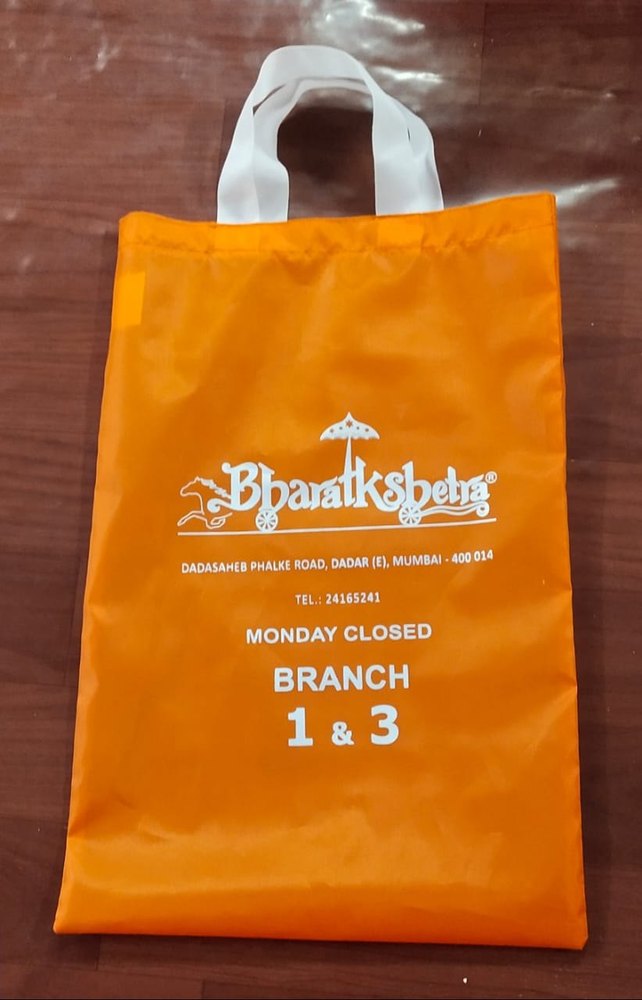 Bharatkshetra®
DADASAHEB PHALKE ROAD, DADAR (E), MUMBAI - 400 014
TEL.: 24165241
MONDAY CLOSED
BRANCH
1 & 3